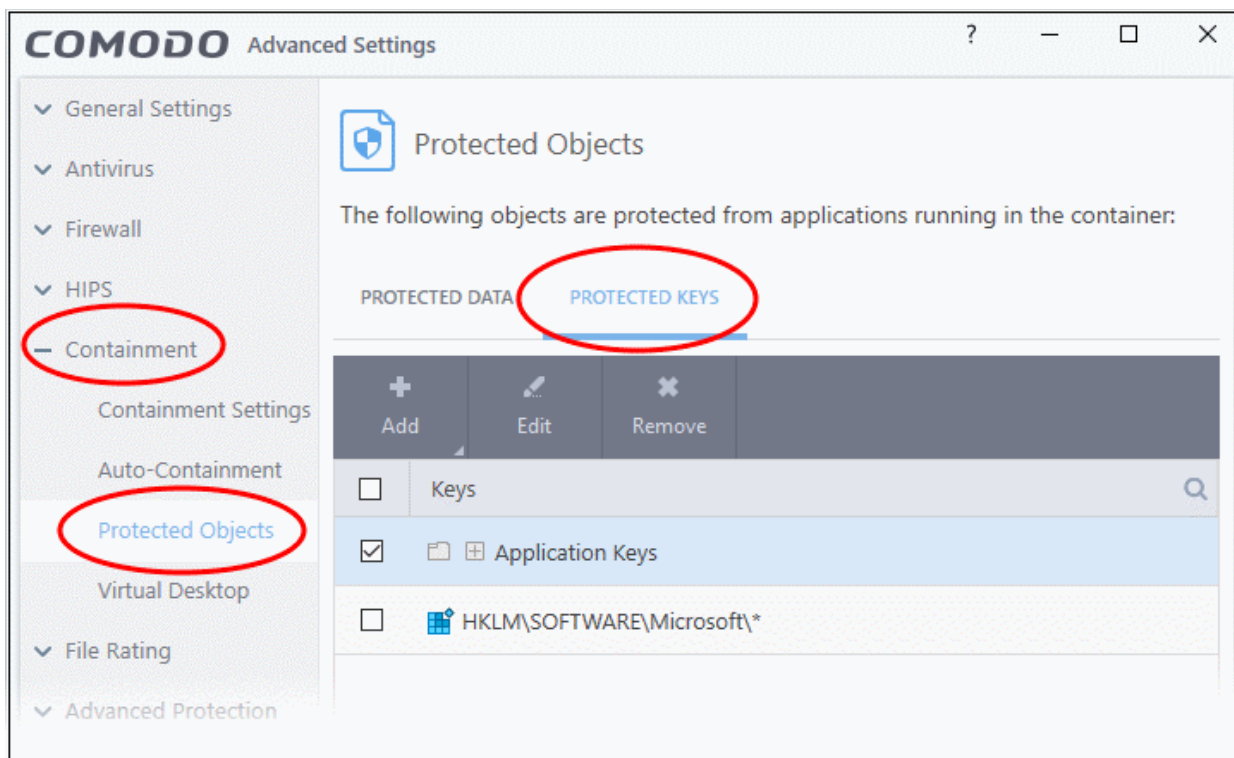 COMODO Advanced Settings ?
General Settings
Antivirus
Firewall
HIPS
Containment
Containment Settings
Auto-Containment
Protected Objects
Virtual Desktop
File Rating
Advanced Protection
Protected Objects
The following objects are protected from applications running in the container:
PROTECTED DATA PROTECTED KEYS
Add Edit Remove
Keys
Application Keys
HKLM\SOFTWARE\Microsoft\*